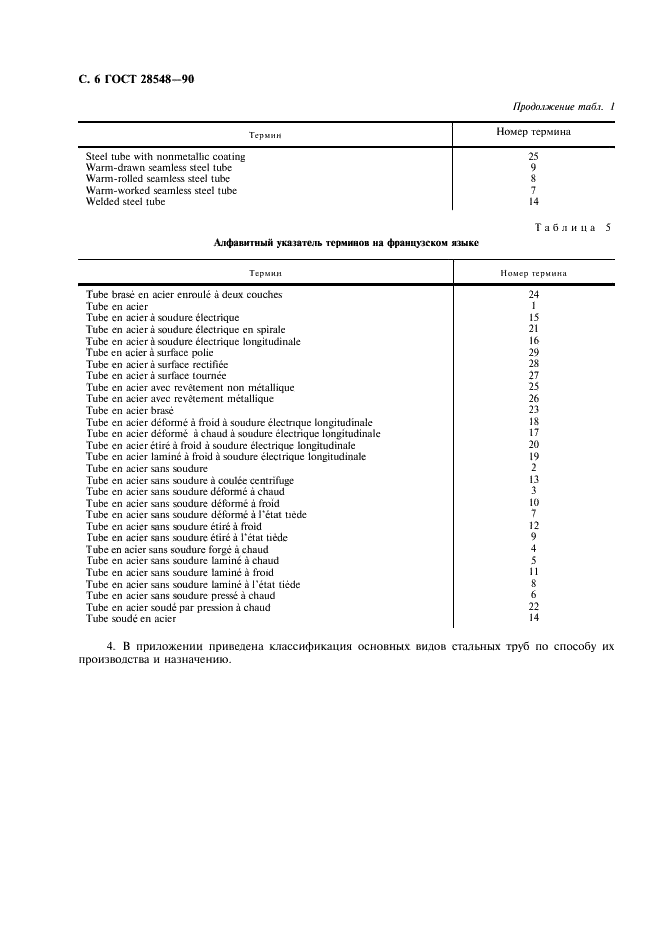 С. 6 ГОСТ 28548—90
Продолжение табл. 1
Термин Номер термина
Steel tube with nonmetallic coating 25
Warm-drawn seamless steel tube 9
Warm-rolled seamless steel tube 8
Warm-worked seamless steel tube 7
Welded steel tube 14
Таблица 5
Алфавитный указатель терминов на французском языке
Термин Номер термина
Tube brasé en acier enroulé à deux couches 24
Tube en acier 1
Tube en acier à soudure électrique 15
Tube en acier à soudure électrique en spirale 21
Tube en acier à soudure électrique longitudinale 16
Tube en acier à surface polie 29
Tube en acier à surface rectifiée 28
Tube en acier à surface tournée 27
Tube en acier avec revêtement non métallique 25
Tube en acier avec revêtement métallique 26
Tube en acier brasé 23
Tube en acier déformé à froid à soudure électrique longitudinale 18
Tube en acier déformé à chaud à soudure électrique longitudinale 17
Tube en acier étiré à froid à soudure électrique longitudinale 20
Tube en acier laminé à froid à soudure électrique longitudinale 19
Tube en acier sans soudure 2
Tube en acier sans soudure à coulée centrifuge 13
Tube en acier sans soudure déformé à chaud 3
Tube en acier sans soudure déformé à froid 10
Tube en acier sans soudure déformé à l'état tiède 7
Tube en acier sans soudure étiré à froid 12
Tube en acier sans soudure étiré à l'état tiède 9
Tube en acier sans soudure forgé à chaud 4
Tube en acier sans soudure laminé à chaud 5
Tube en acier sans soudure laminé à froid 11
Tube en acier sans soudure laminé à l'état tiède 8
Tube en acier sans soudure pressé à chaud 6
Tube en acier soudé par pression à chaud 22
Tube soudé en acier 14
4. В приложении приведена классификация основных видов стальных труб по способу их
производства и назначению.